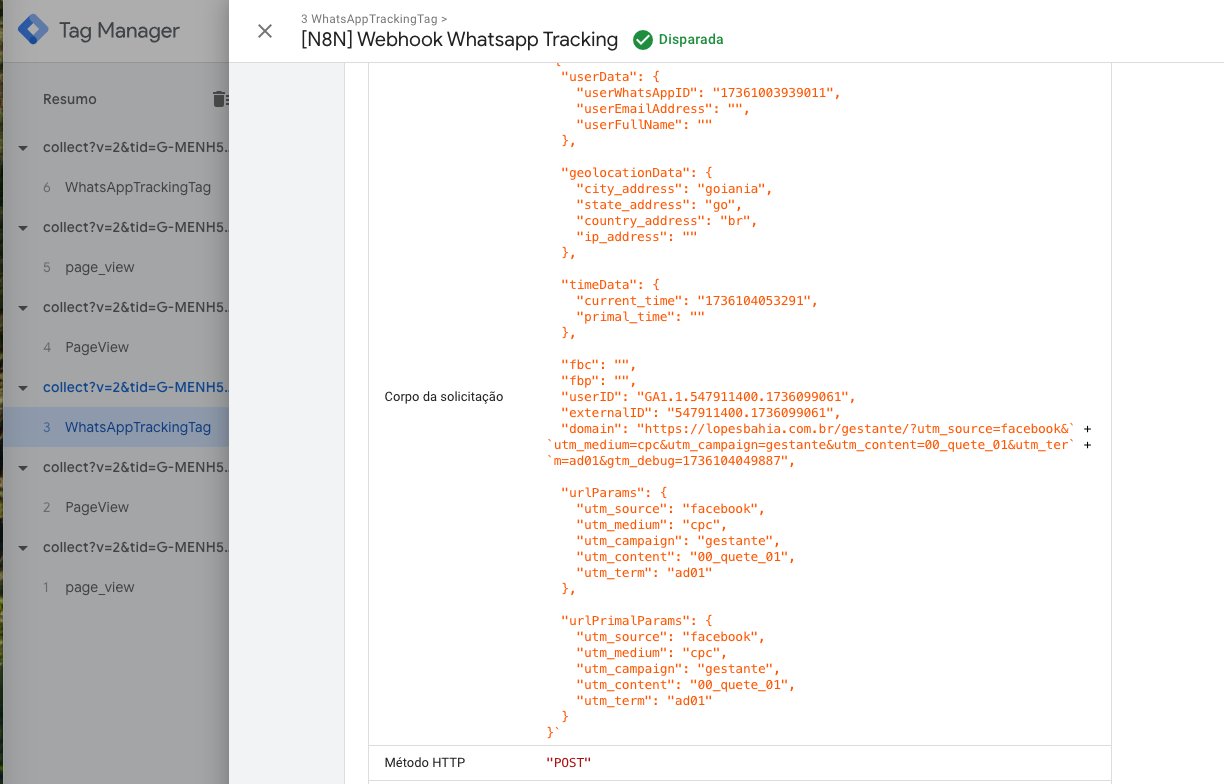 Tag Manager
Resumo
collect?v=2&tid=G-MENH5..
6 WhatsAppTrackingTag
collect?v=2&tid=G-MENH5..
5 page_view
collect?v=2&tid=G-MENH5..
4 PageView
collect?v=2&tid=G-MENH5..
3 WhatsAppTrackingTag
collect?v=2&tid=G-MENH5..
2 PageView
collect?v=2&tid=G-MENH5..
1 page_view
3 WhatsAppTrackingTag >
[N8N] Webhook Whatsapp Tracking
Disparada
Corpo da solicitação
{
"userData": {
"userWhatsAppID": "17361003939011",
"userEmailAddress": "",
"userFullName": ""
},
"geolocationData": {
"city_address": "goiania",
"state_address": "go",
"country_address": "br",
"ip_address": ""
},
"timeData": {
"current_time": "1736104053291",
"primal_time": ""
},
"fbc": "",
"fbp": "",
"userID": "GA1.1.547911400.1736099061",
"externalID": "547911400.1736099061",
"domain": "https://lopesbahia.com.br/gestante/?utm_source=facebook&` +
`utm_medium=cpc&utm_campaign=gestante&utm_content=00_quete_01&utm_ter` +
`m=ad01&gtm_debug=1736104049887",
"urlParams": {
"utm_source": "facebook",
"utm_medium": "cpc",
"utm_campaign": "gestante",
"utm_content": "00_quete_01",
"utm_term": "ad01"
},
"urlPrimalParams": {
"utm_source": "facebook",
"utm_medium": "cpc",
"utm_campaign": "gestante",
"utm_content": "00_quete_01",
"utm_term": "ad01"
}
}`
Método HTTP
"POST"